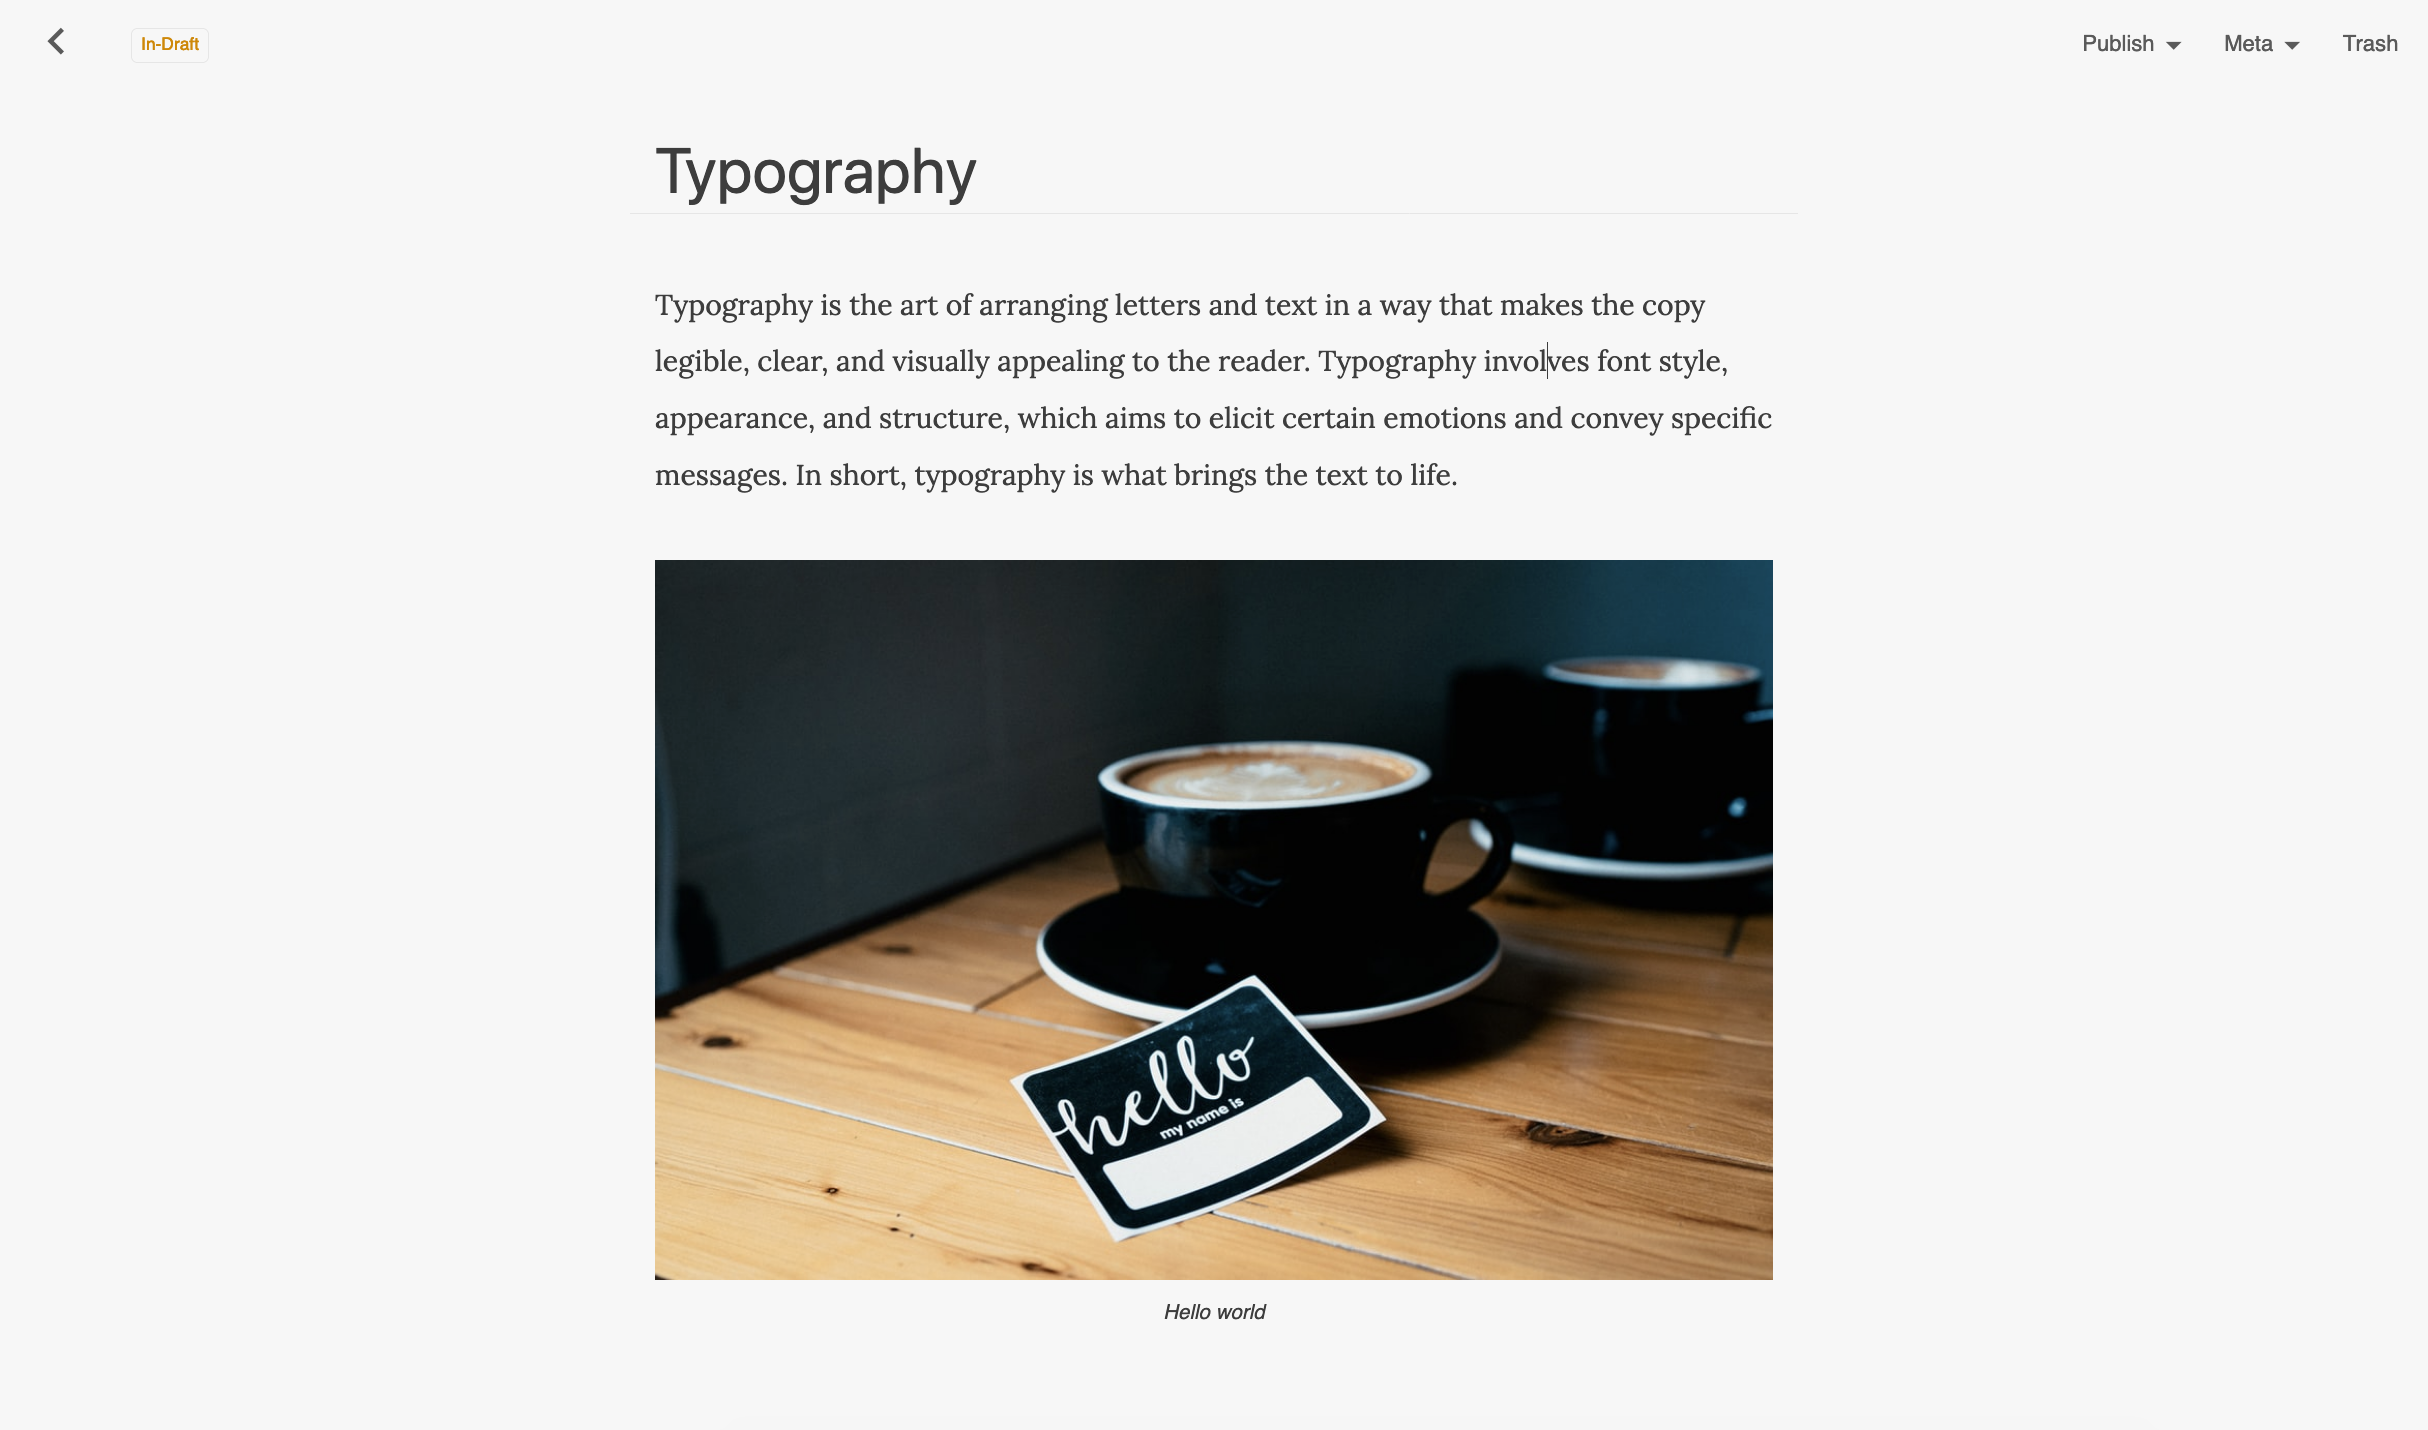 In-Draft
Publish
Meta
Trash
Typography
Typography is the art of arranging letters and text in a way that makes the copy
legible, clear, and visually appealing to the reader. Typography involves font style,
appearance, and structure, which aims to elicit certain emotions and convey specific
messages. In short, typography is what brings the text to life.
hello
my name is
Hello world